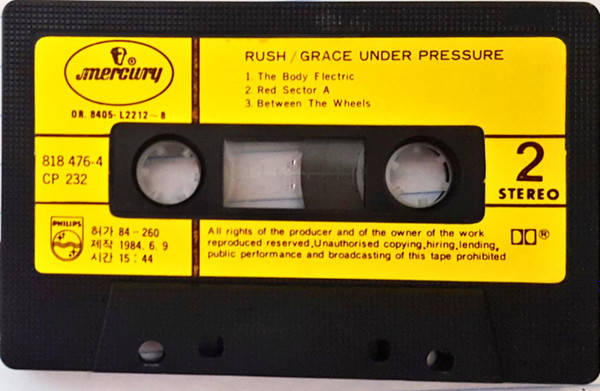 mercury®
OR. 8405-L2212-8
818 476-4
CP 232
PHILIPS
허가 84-260
제작 1984. 6. 9
시간 15 : 44
RUSH/GRACE UNDER PRESSURE
1. The Body Flectric
2. Red Sector A
3. Between The Wheels
2
STEREO
All rights of the producer and of the owner of the work
reproduced reserved.Unauthorised copying,hiring,lending,
public performance and broadcasting of this tape prohibited
®